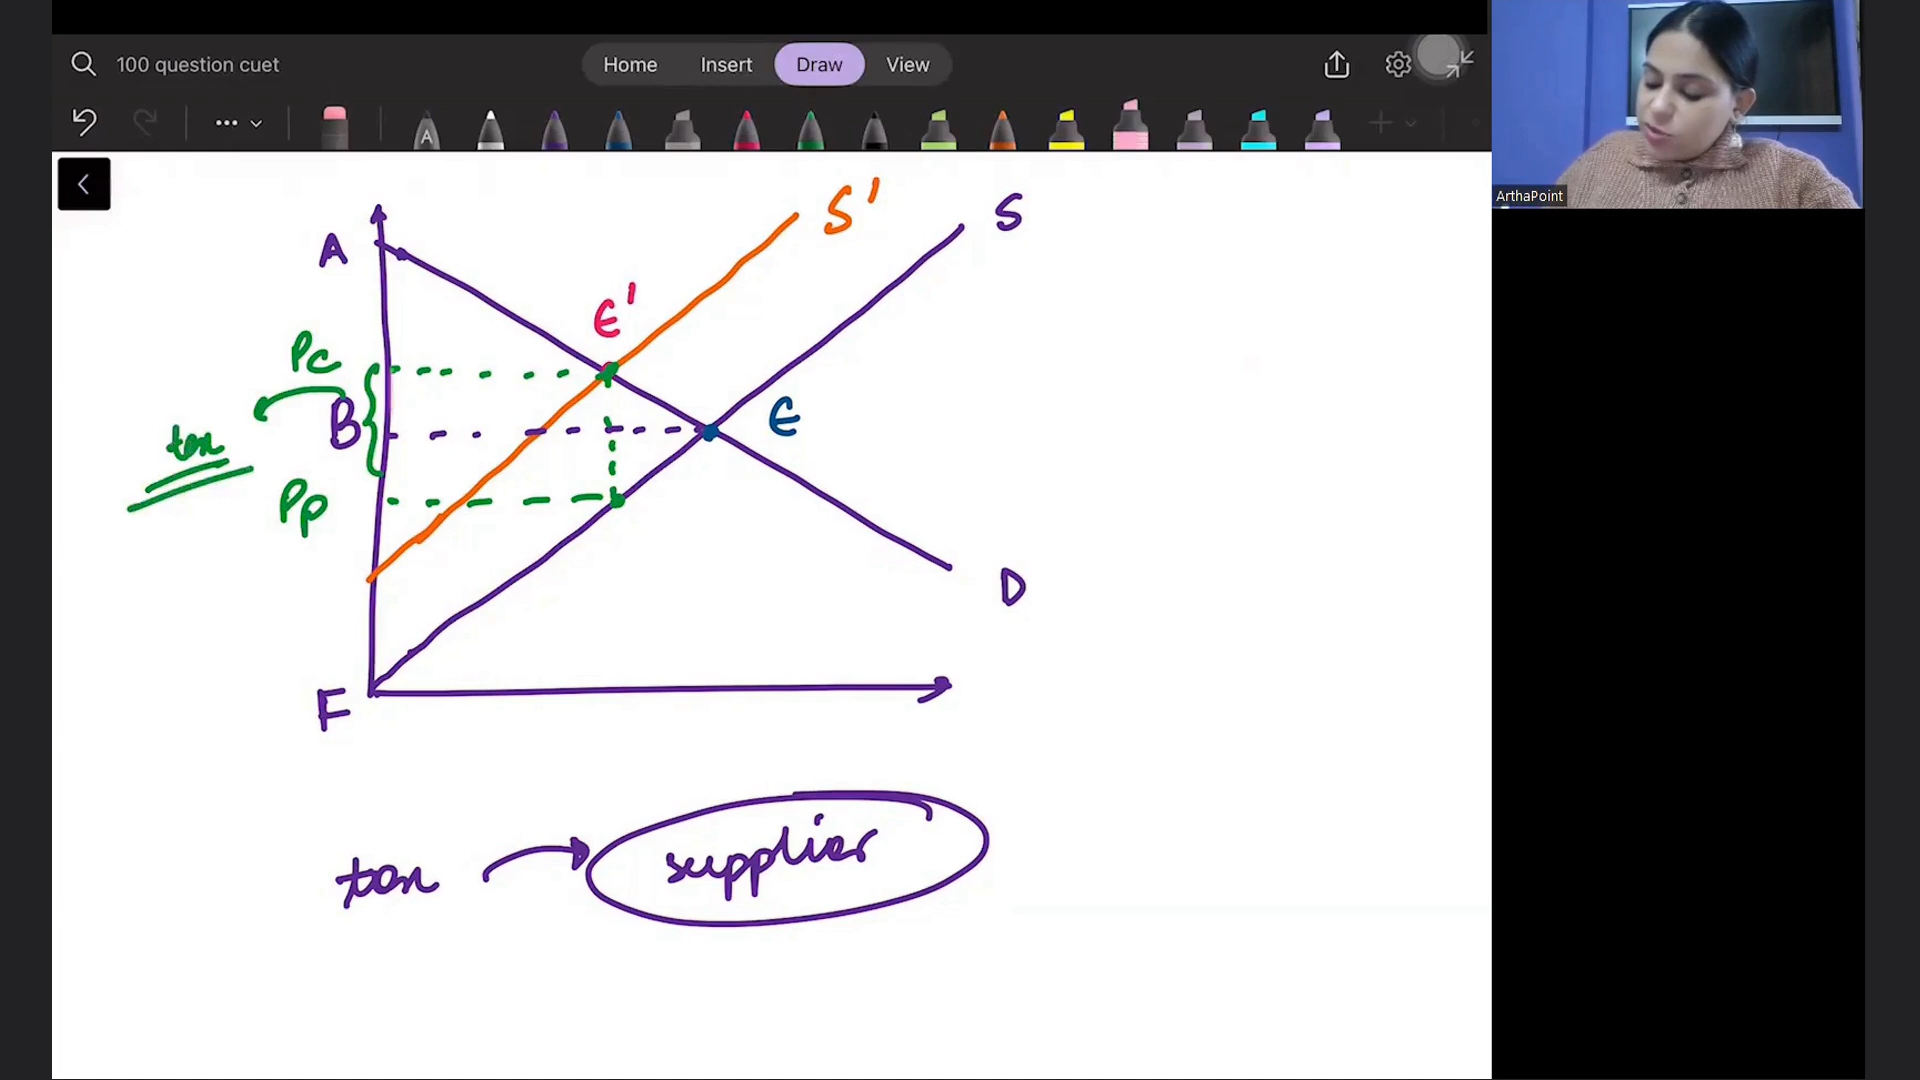 100 question cuet
Home Insert Draw View
A
ArthaPoint
S'
S
A
E'
Pc
B
E
tax
Pp
D
F
tax
supplier